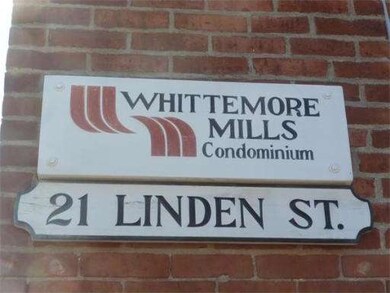 WHITTEMORE
MILLS
Condominium
21 LINDEN ST.